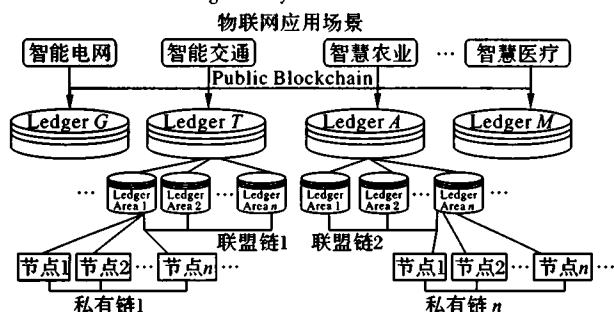 物联网应用场景
智能电网 智能交通 智慧农业 … 智慧医疗
Public Blockchain
Ledger G Ledger T Ledger A Ledger M
… Ledger Area 1 Ledger Area 2 … Ledger Area n Ledger Area 1 Ledger Area 2 … Ledger Area n …
联盟链1 联盟链2
节点1 节点2 … 节点n … 节点1 节点2 … 节点n …
私有链1 私有链n